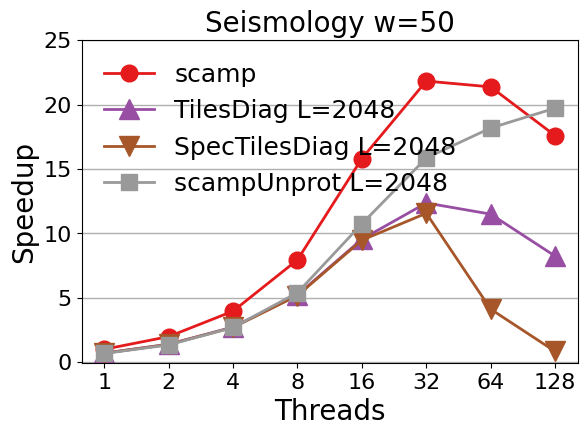 Seismology w=50
25
20
15
10
5
0
Speedup
scamp
TilesDiag L=2048
SpecTilesDiag L=2048
scampUnprot L=2048
1 2 4 8 16 32 64 128
Threads